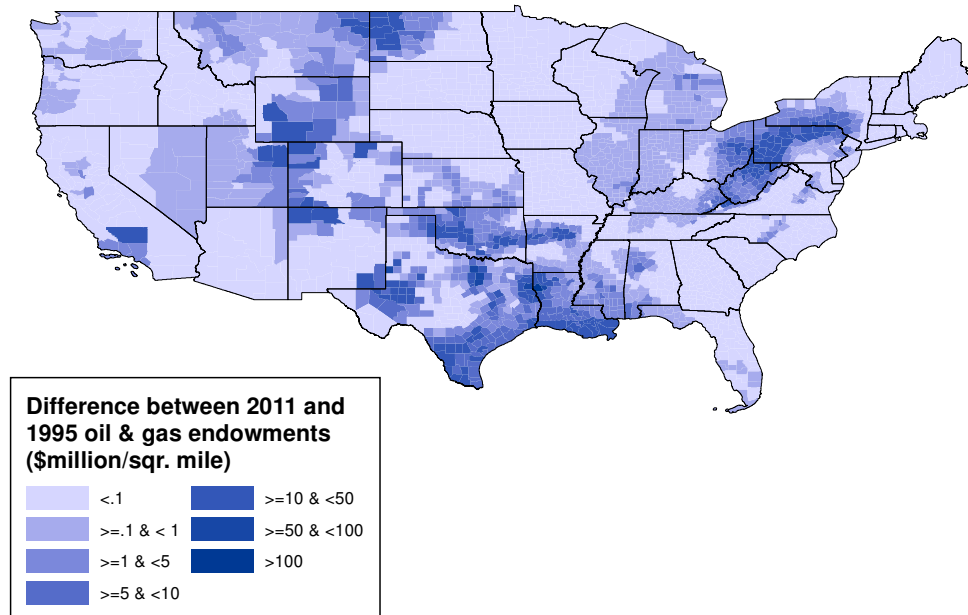 Difference between 2011 and
1995 oil & gas endowments
($million/sqr. mile)
<.1
>=.1 & < 1
>=1 & <5
>=5 & <10
>=10 & <50
>=50 & <100
>100